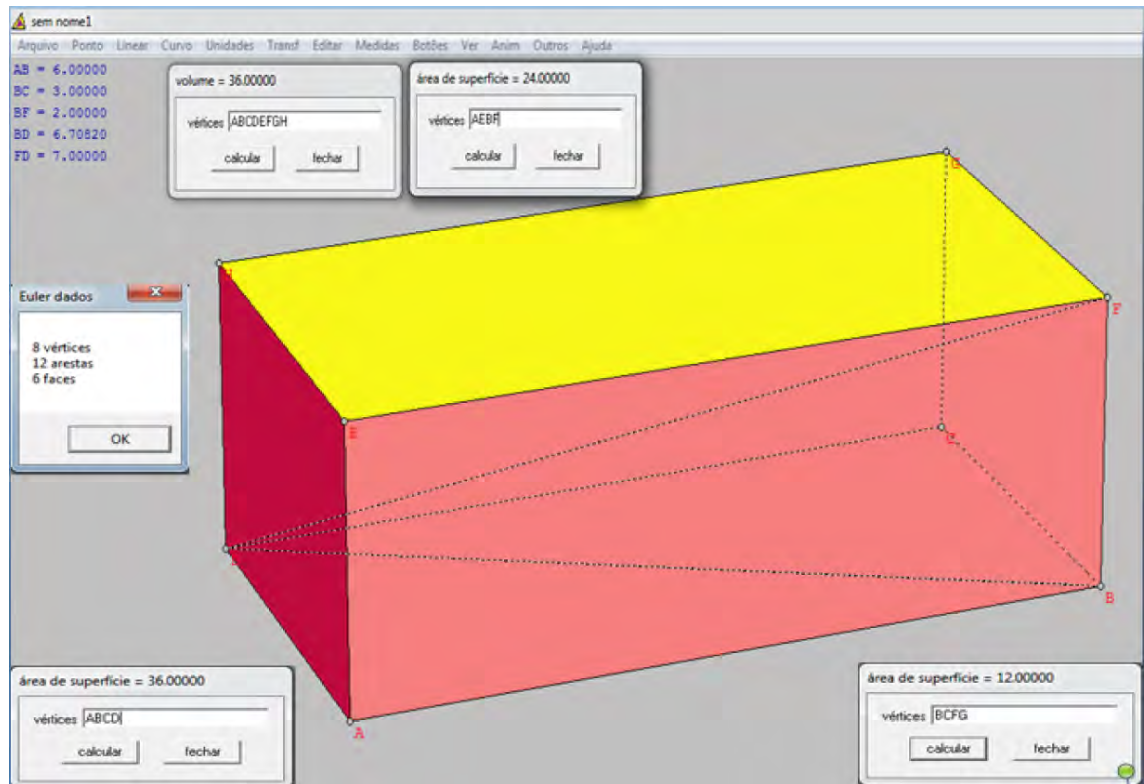 sem nome1
Arquivo Ponto Linear Curvo Unidades Transf Editar Medidas Botões Ver Anim Outros Ajuda
AB = 6.00000
BC = 3.00000
BF = 2.00000
BD = 6.70820
FD = 7.00000
volume = 36.00000
vértices ABCDEFGH
calcular fechar
área de superfície = 24.00000
vértices AEBF
calcular fechar
Euler dados
8 vértices
12 arestas
6 faces
OK
E
F
C
B
A
área de superfície = 36.00000
vértices ABCD
calcular fechar
área de superfície = 12.00000
vértices BCFG
calcular fechar